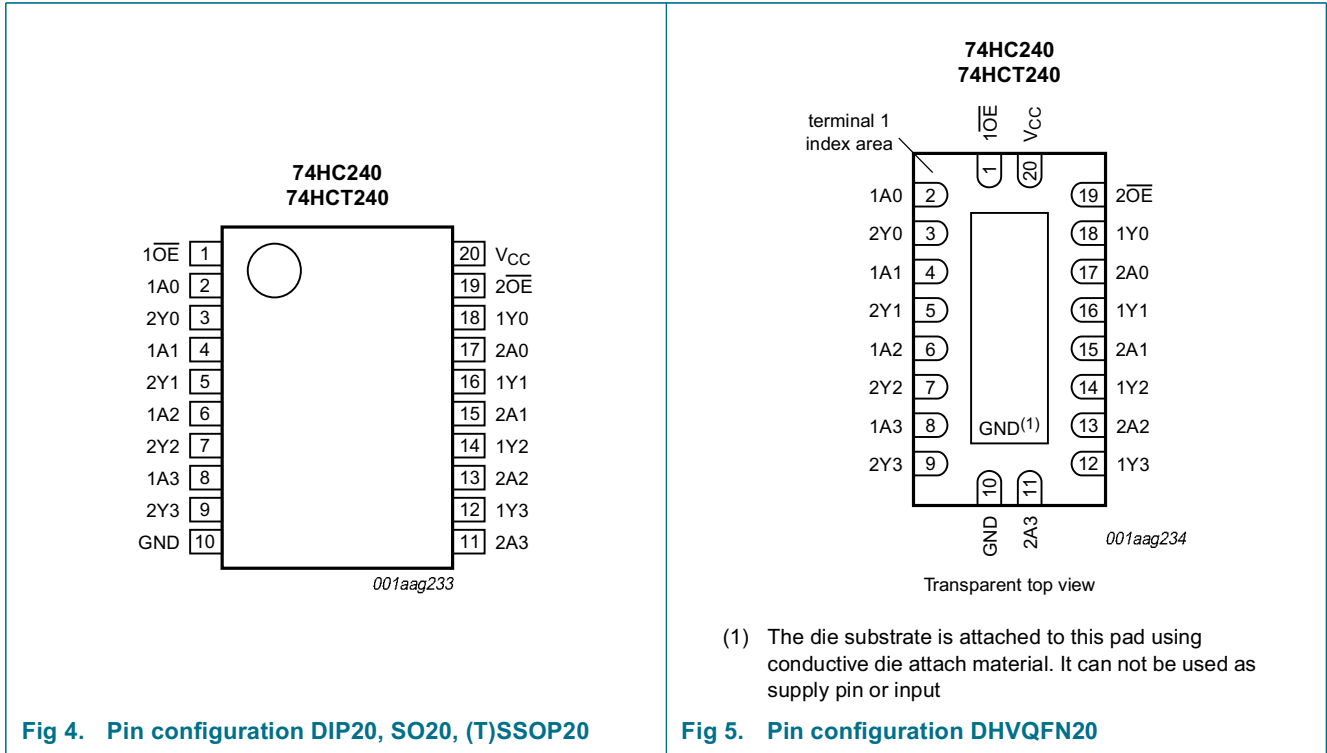 74HC240
74HCT240
1O̅E̅ 1
1A0 2
2Y0 3
1A1 4
2Y1 5
1A2 6
2Y2 7
1A3 8
2Y3 9
GND 10
20 VCC
19 2O̅E̅
18 1Y0
17 2A0
16 1Y1
15 2A1
14 1Y2
13 2A2
12 1Y3
11 2A3
001aag233
Fig 4. Pin configuration DIP20, SO20, (T)SSOP20
74HC240
74HCT240
terminal 1
index area
1O̅E̅
VCC
1
20
1A0 2
2Y0 3
1A1 4
2Y1 5
1A2 6
2Y2 7
1A3 8
2Y3 9
19 2O̅E̅
18 1Y0
17 2A0
16 1Y1
15 2A1
14 1Y2
13 2A2
12 1Y3
GND(1)
10
11
GND
2A3
001aag234
Transparent top view
(1) The die substrate is attached to this pad using
conductive die attach material. It can not be used as
supply pin or input
Fig 5. Pin configuration DHVQFN20